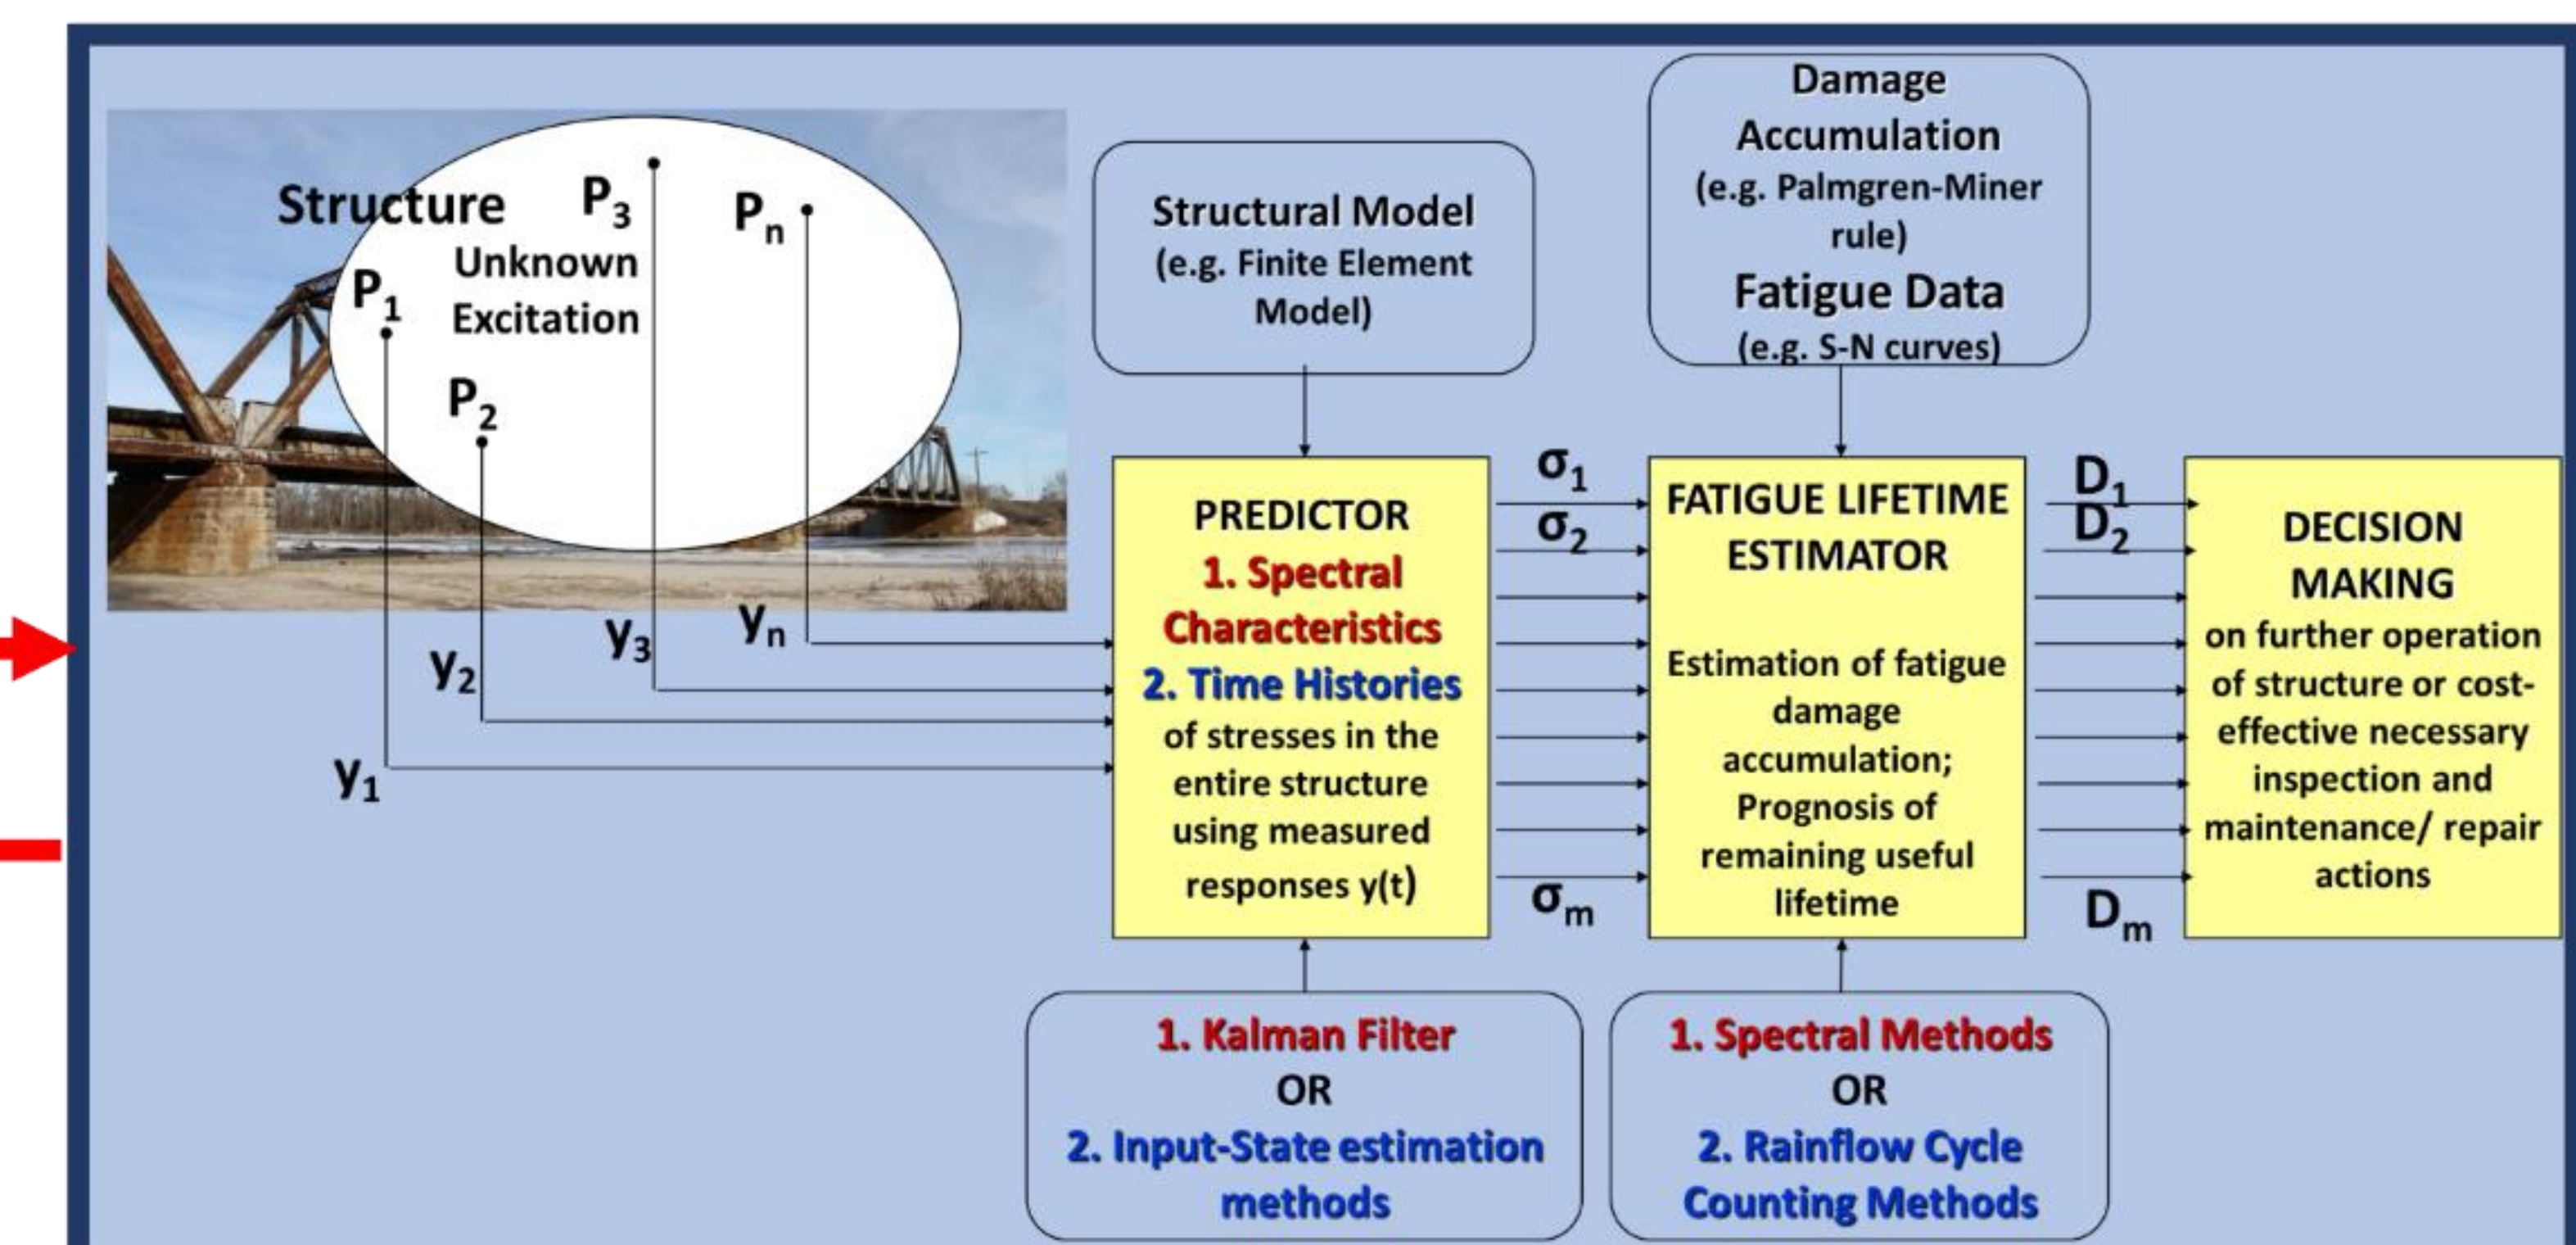 Structure
Unknown
Excitation
P1
P2
P3
Pn
y1
y2
y3
yn
Structural Model
(e.g. Finite Element
Model)
Damage
Accumulation
(e.g. Palmgren-Miner
rule)
Fatigue Data
(e.g. S-N curves)
PREDICTOR
1. Spectral
Characteristics
2. Time Histories
of stresses in the
entire structure
using measured
responses y(t)
σ1
σ2
σm
FATIGUE LIFETIME
ESTIMATOR
Estimation of fatigue
damage
accumulation;
Prognosis of
remaining useful
lifetime
D1
D2
Dm
DECISION
MAKING
on further operation
of structure or cost-
effective necessary
inspection and
maintenance/ repair
actions
1. Kalman Filter
OR
2. Input-State estimation
methods
1. Spectral Methods
OR
2. Rainflow Cycle
Counting Methods